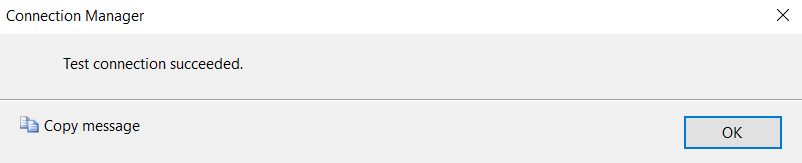 Connection Manager
Test connection succeeded.
Copy message
OK